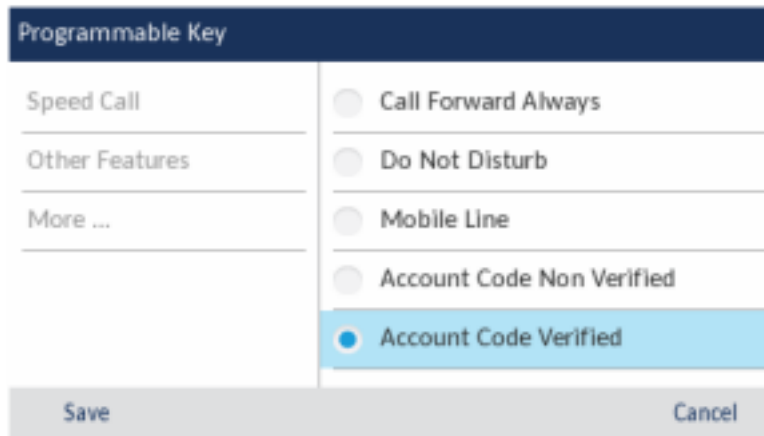 Programmable Key
Speed Call
Other Features
More ...
Call Forward Always
Do Not Disturb
Mobile Line
Account Code Non Verified
Account Code Verified
Save
Cancel